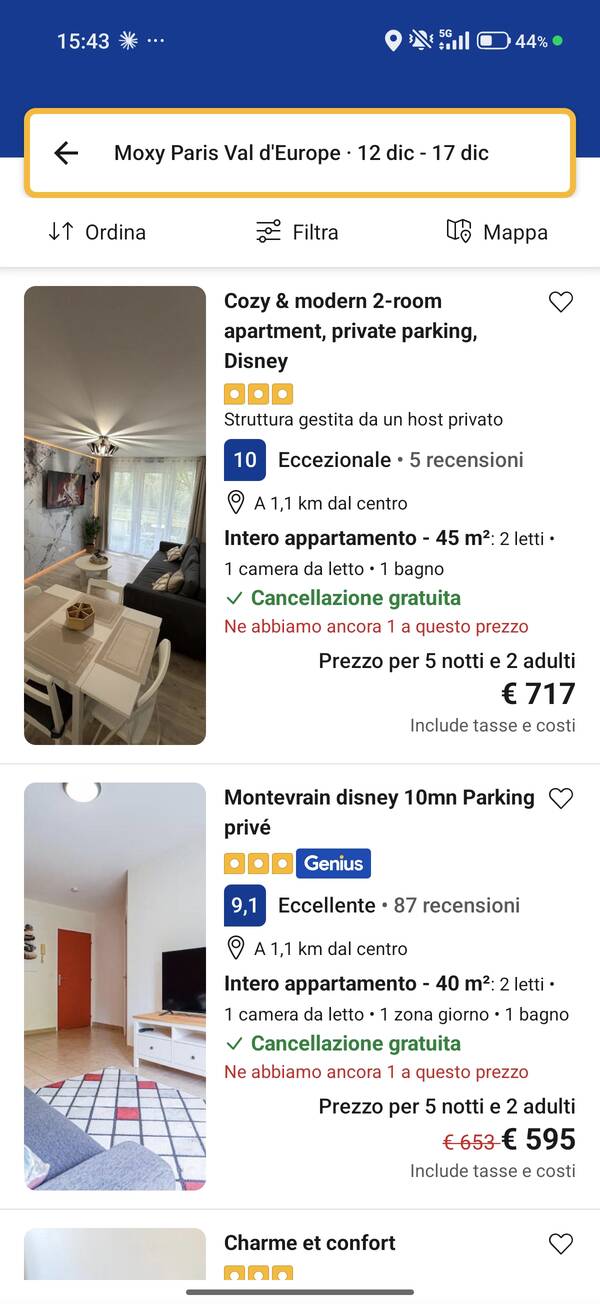 15:43
5G 44%
Moxy Paris Val d'Europe · 12 dic - 17 dic
Ordina Filtra Mappa
Cozy & modern 2-room
apartment, private parking,
Disney
Struttura gestita da un host privato
10 Eccezionale • 5 recensioni
A 1,1 km dal centro
Intero appartamento - 45 m²: 2 letti •
1 camera da letto • 1 bagno
Cancellazione gratuita
Ne abbiamo ancora 1 a questo prezzo
Prezzo per 5 notti e 2 adulti
€ 717
Include tasse e costi
Montevrain disney 10mn Parking
privé
Genius
9,1 Eccellente • 87 recensioni
A 1,1 km dal centro
Intero appartamento - 40 m²: 2 letti •
1 camera da letto • 1 zona giorno • 1 bagno
Cancellazione gratuita
Ne abbiamo ancora 1 a questo prezzo
Prezzo per 5 notti e 2 adulti
€ 653 € 595
Include tasse e costi
Charme et confort